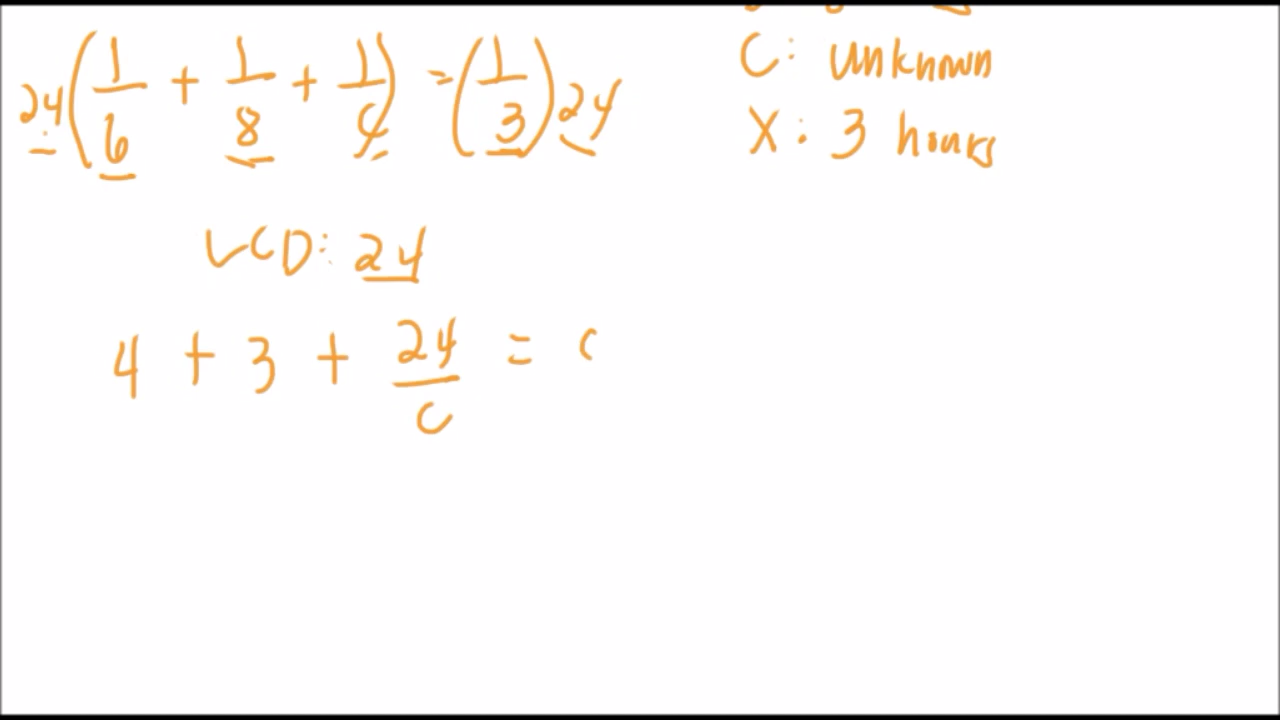 24(1/6 + 1/8 + 1/C) = (1/3)24
C: unknown
X: 3 hours
LCD: 24
4 + 3 + 24/C =